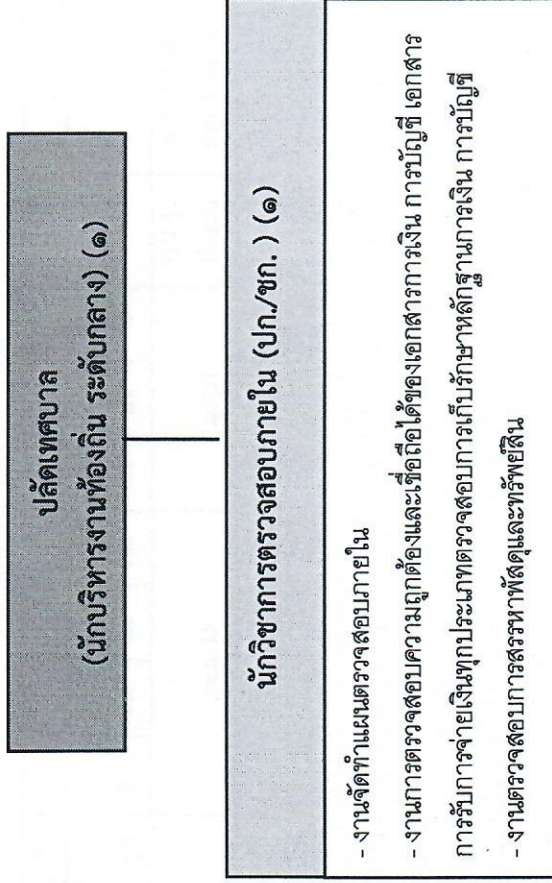 ปลัดเทศบาล
(นักบริหารงานท้องถิ่น ระดับกลาง) (๑)
นักวิชาการตรวจสอบภายใน (ปก./ชก. ) (๑)
- งานจัดทำแผนตรวจสอบภายใน
- งานการตรวจสอบความถูกต้องและเชื่อถือได้ของเอกสารการเงิน การบัญชี เอกสาร
การรับการจ่ายเงินทุกประเภทตรวจสอบการเก็บรักษาหลักฐานการเงิน การบัญชี
- งานตรวจสอบการสรรหาพัสดุและทรัพย์สิน